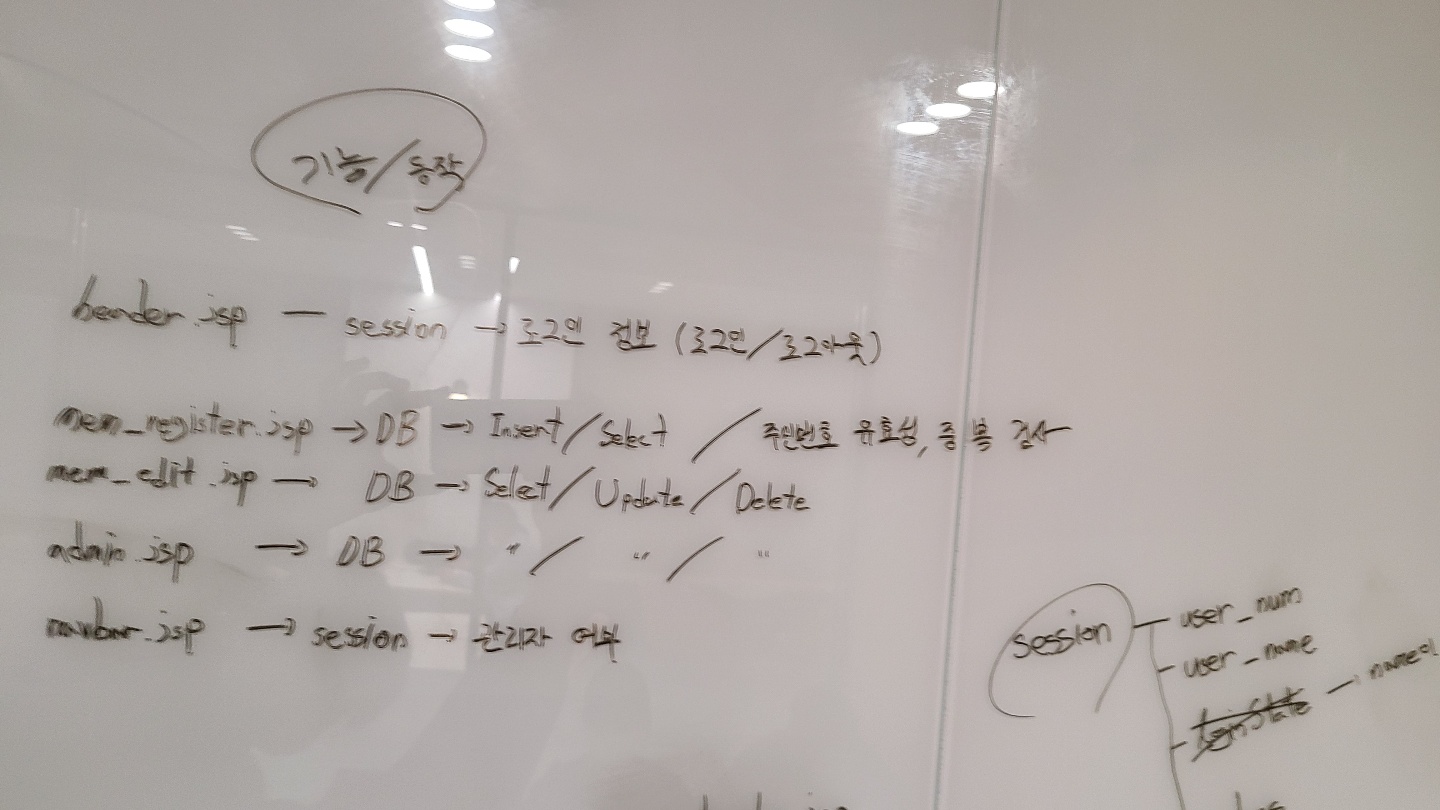 기능/동작
header.jsp — session → 로그인 정보 (로그인/로그아웃)
mem_register.jsp → DB → Insert/Select / 주민번호 유효성, 중복 검사
mem_edit.jsp → DB → Select/Update/Delete
admin.jsp → DB → " / " / "
navbar.jsp → session → 관리자 여부
session — user_num
user_name
loginState → name이